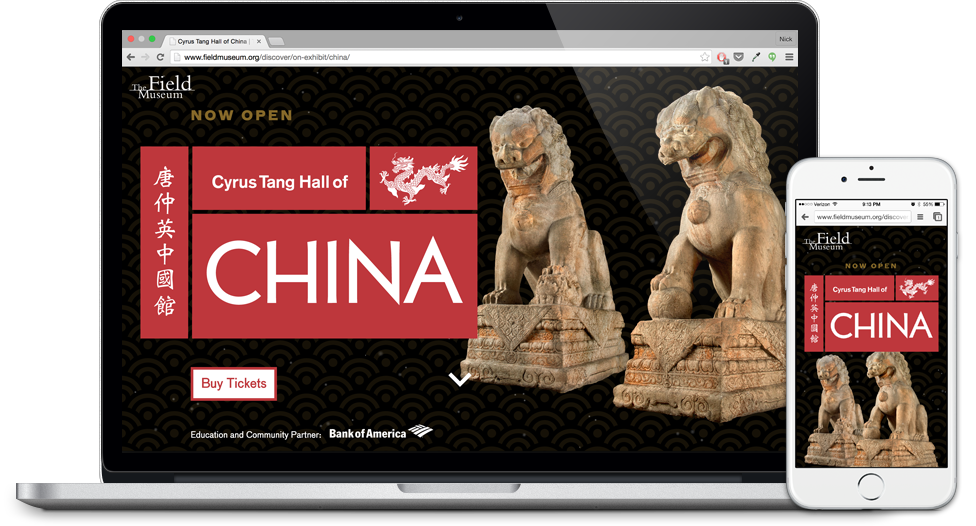 Cyrus Tang Hall of China |
Nick
www.fieldmuseum.org/discover/on-exhibit/china/
The Field
Museum
NOW OPEN
唐仲英中國館
Cyrus Tang Hall of
CHINA
Buy Tickets
Education and Community Partner: Bank of America
Verizon 9:13 PM 55%
www.fieldmuseum.org/discover
The Field
Museum
NOW OPEN
唐仲英中國館
Cyrus Tang Hall of
CHINA